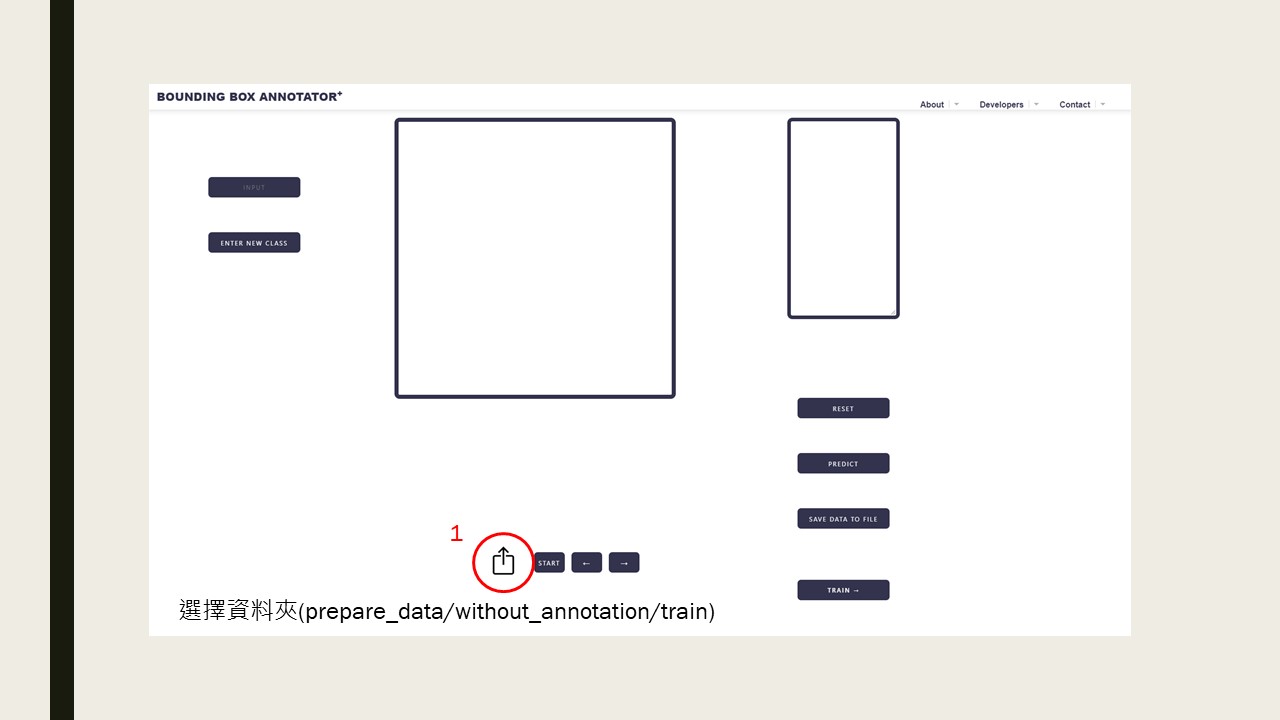 BOUNDING BOX ANNOTATOR+
About
Developers
Contact
INPUT
ENTER NEW CLASS
RESET
PREDICT
SAVE DATA TO FILE
1
START ← →
TRAIN →
選擇資料夾(prepare_data/without_annotation/train)